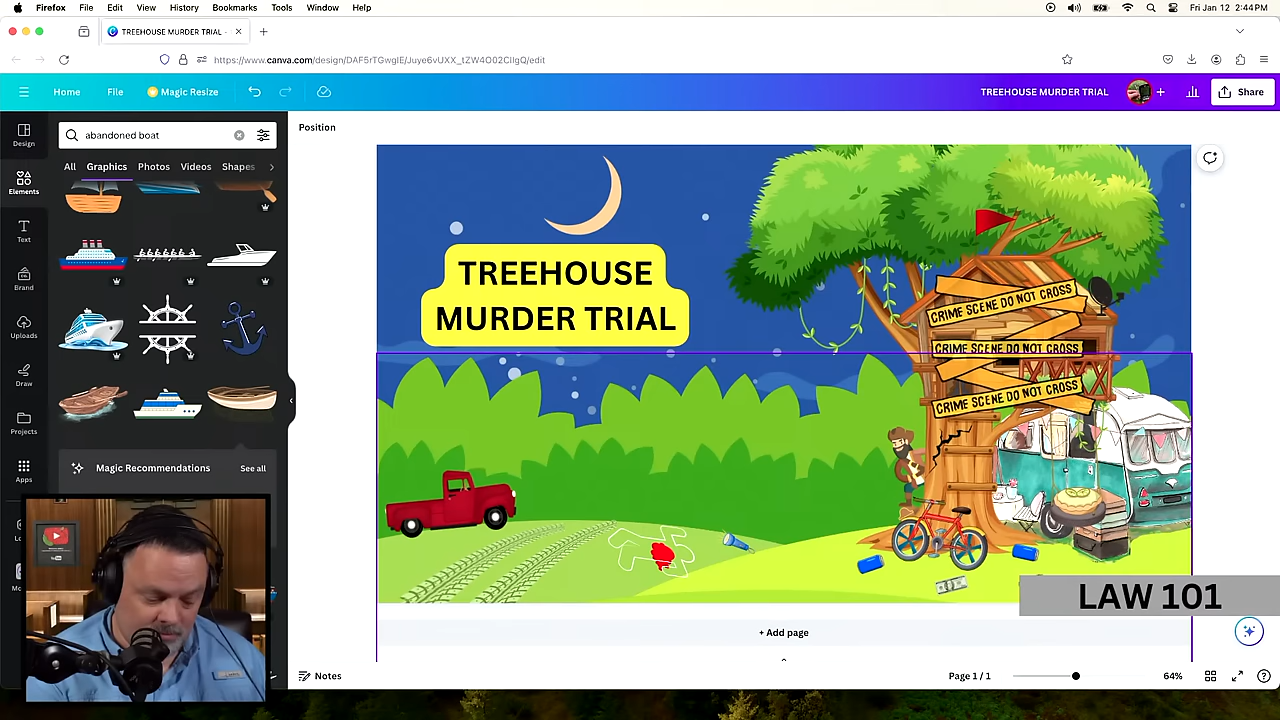 Firefox File Edit View History Bookmarks Tools Window Help
Fri Jan 12 2:44PM
TREEHOUSE MURDER TRIAL -
https://www.canva.com/design/DAF5rTGwgIE/Juye6vUXX_tZW4O02CIIgQ/edit
Home File Magic Resize
TREEHOUSE MURDER TRIAL
Share
Design
Elements
Text
Brand
Uploads
Draw
Projects
Apps
abandoned boat
All Graphics Photos Videos Shapes
Magic Recommendations See all
Position
TREEHOUSE
MURDER TRIAL
CRIME SCENE DO NOT CROSS
CRIME SCENE DO NOT CROSS
CRIME SCENE DO NOT CROSS
LAW 101
+ Add page
Notes
Page 1 / 1
64%